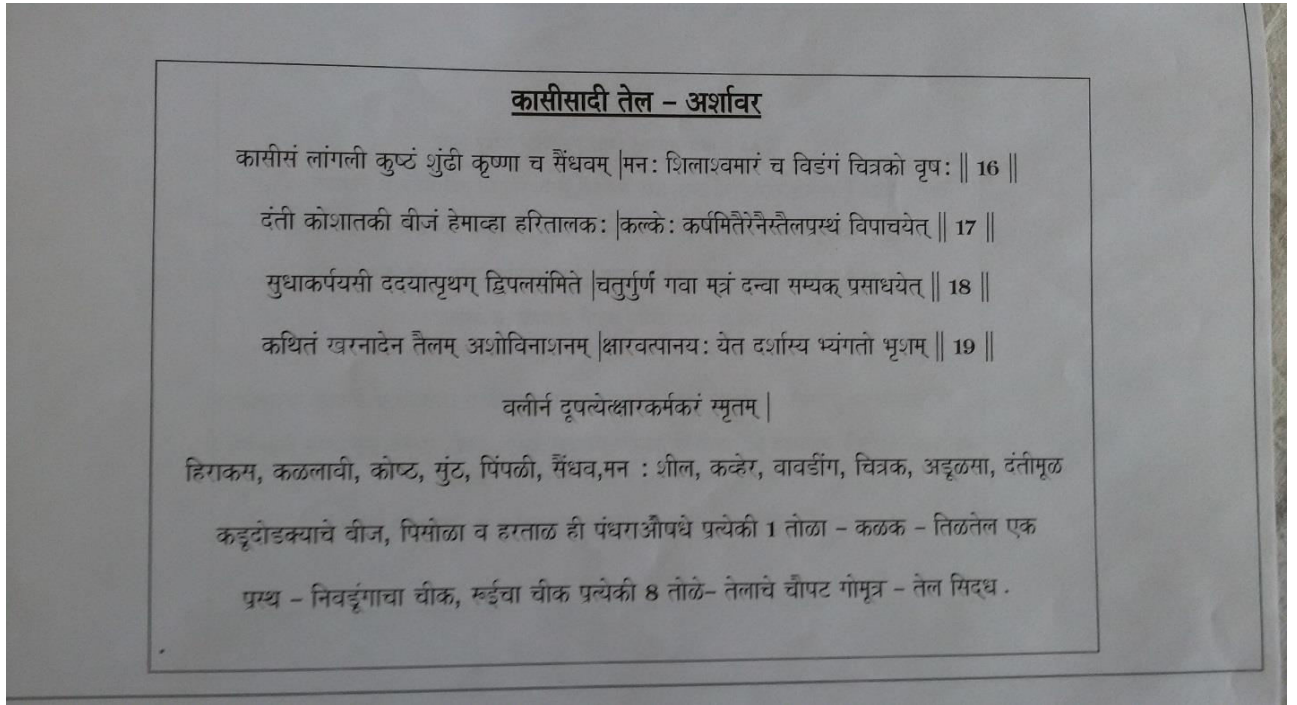 कासीसादी तेल – अर्शावर
कासीसं लांगली कुष्ठं शुंढी कृष्णा च सैंधवम् |मन: शिलाश्वमारं च विडंगं चित्रको वृष: || 16 ||
दंती कोशातकी वीजं हेमाव्हा हरितालक: |कल्के: कर्षमितैरेनैस्तैलप्रस्थं विपाचयेत् || 17 ||
सुधाकर्पयसी ददयात्पृथग् द्विपलसंमिते |चतुर्गुर्णं गवा मूत्रं दन्वा सम्यक् प्रसाधयेत् || 18 ||
कथितं खरनादेन तैलम् अशोविनाशनम् |क्षारवत्पानय: येत दर्शास्य भ्यंगतो भृशम् || 19 ||
वलीर्न दूषत्येत्क्षारकर्मकरं स्मृतम् |
हिराकस, कळलावी, कोष्ट, सुंट, पिंपळी, सैंधव,मन : शील, कव्हेर, वावडींग, चित्रक, अडूळसा, दंतीमूळ
कडूदोडक्याचे वीज, पिसोळा व हरताळ ही पंधराऔषधे प्रत्येकी 1 तोळा – कळक – तिळतेल एक
प्रस्थ – निवडूंगाचा चीक, रूईचा चीक प्रत्येकी 8 तोळे– तेलाचे चौपट गोमूत्र – तेल सिद्ध .